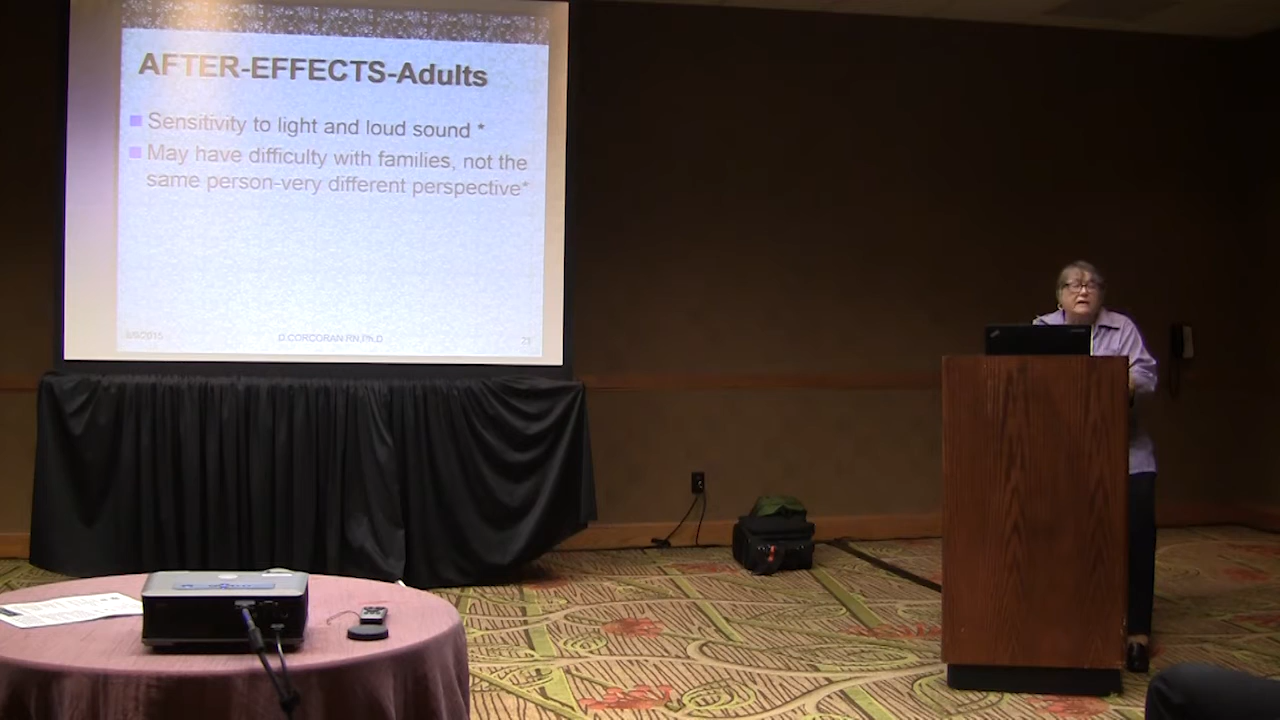 AFTER-EFFECTS-Adults
Sensitivity to light and loud sound *
May have difficulty with families, not the
same person-very different perspective*
D.CORCORAN.RN,Ph.D